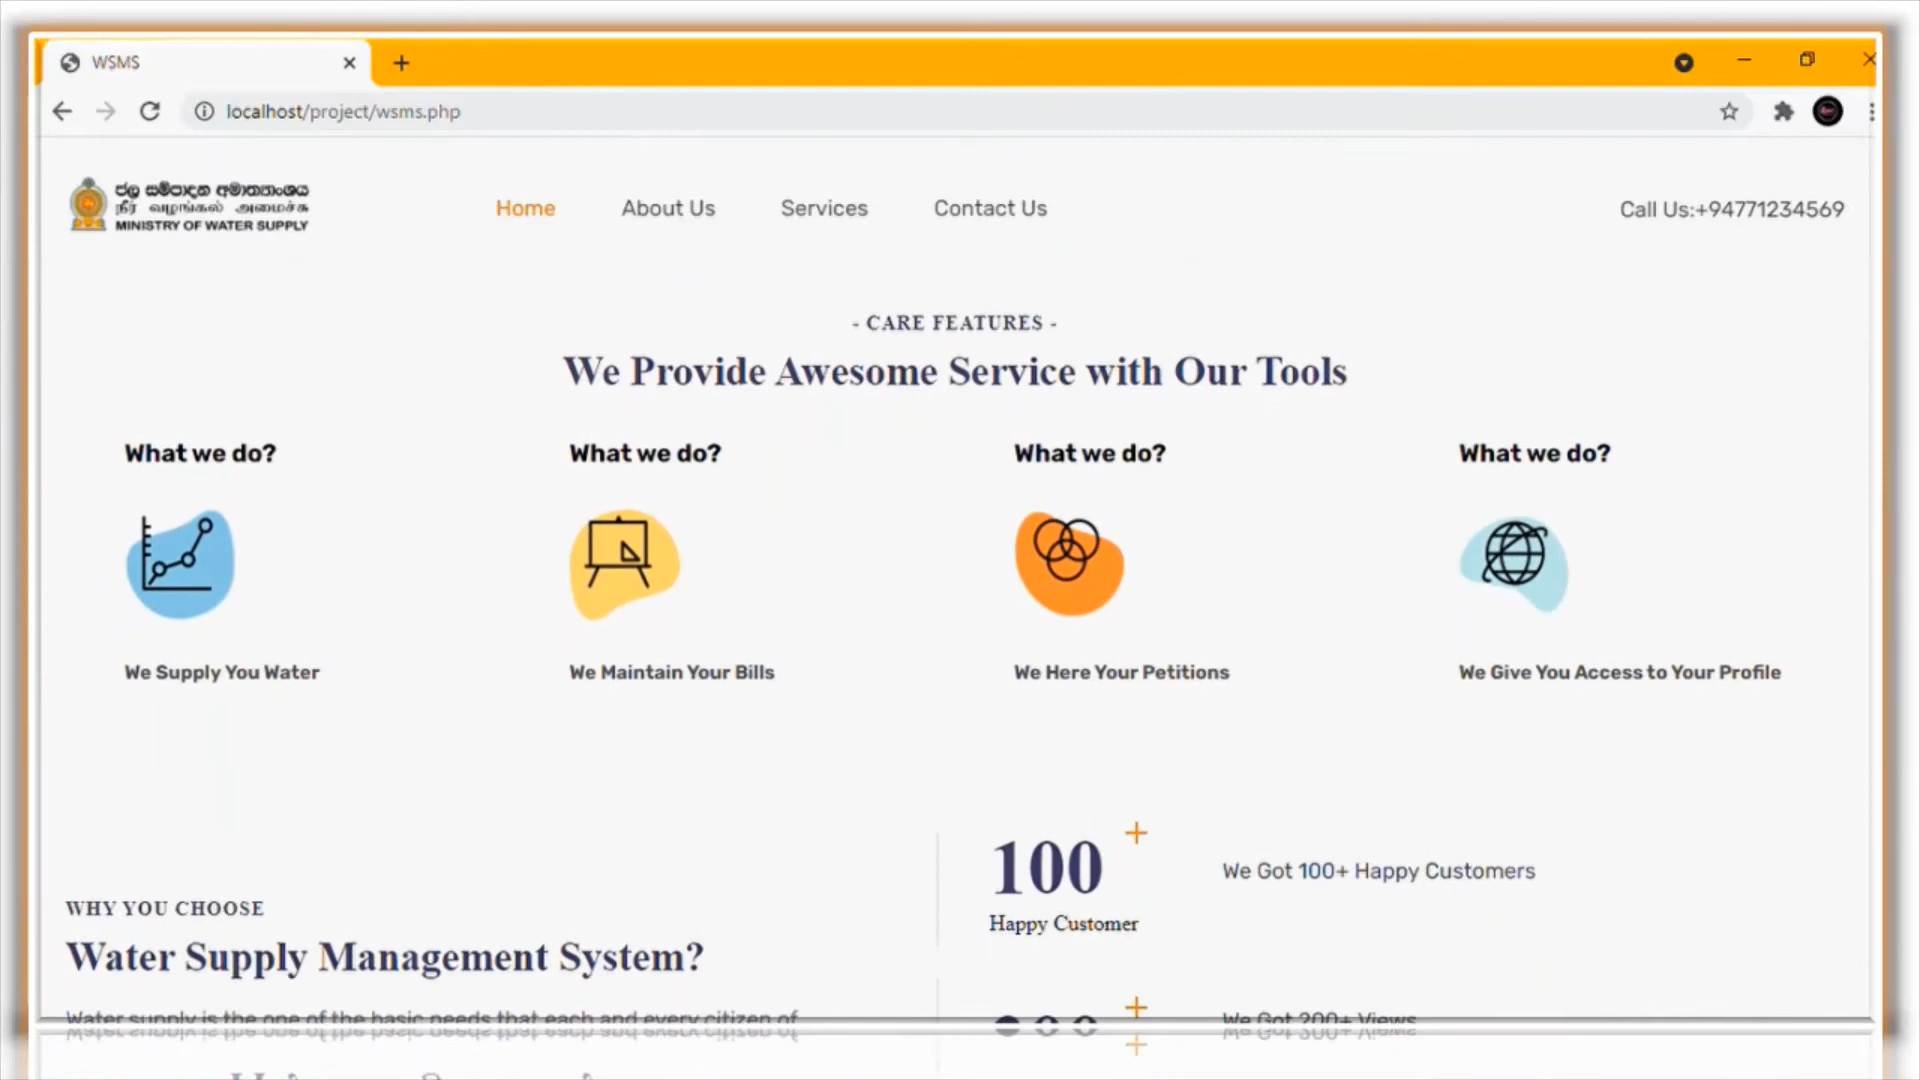 WSMS
localhost/project/wsms.php
ජල සම්පාදන අමාත්‍යාංශය
நீர் வழங்கல் அமைச்சு
MINISTRY OF WATER SUPPLY
Home
About Us
Services
Contact Us
Call Us:+94771234569
- CARE FEATURES -
We Provide Awesome Service with Our Tools
What we do?
What we do?
What we do?
What we do?
We Supply You Water
We Maintain Your Bills
We Here Your Petitions
We Give You Access to Your Profile
100 +
Happy Customer
We Got 100+ Happy Customers
WHY YOU CHOOSE
Water Supply Management System?
Water supply is the one of the basic needs that each and every citizen of
+
We Got Views